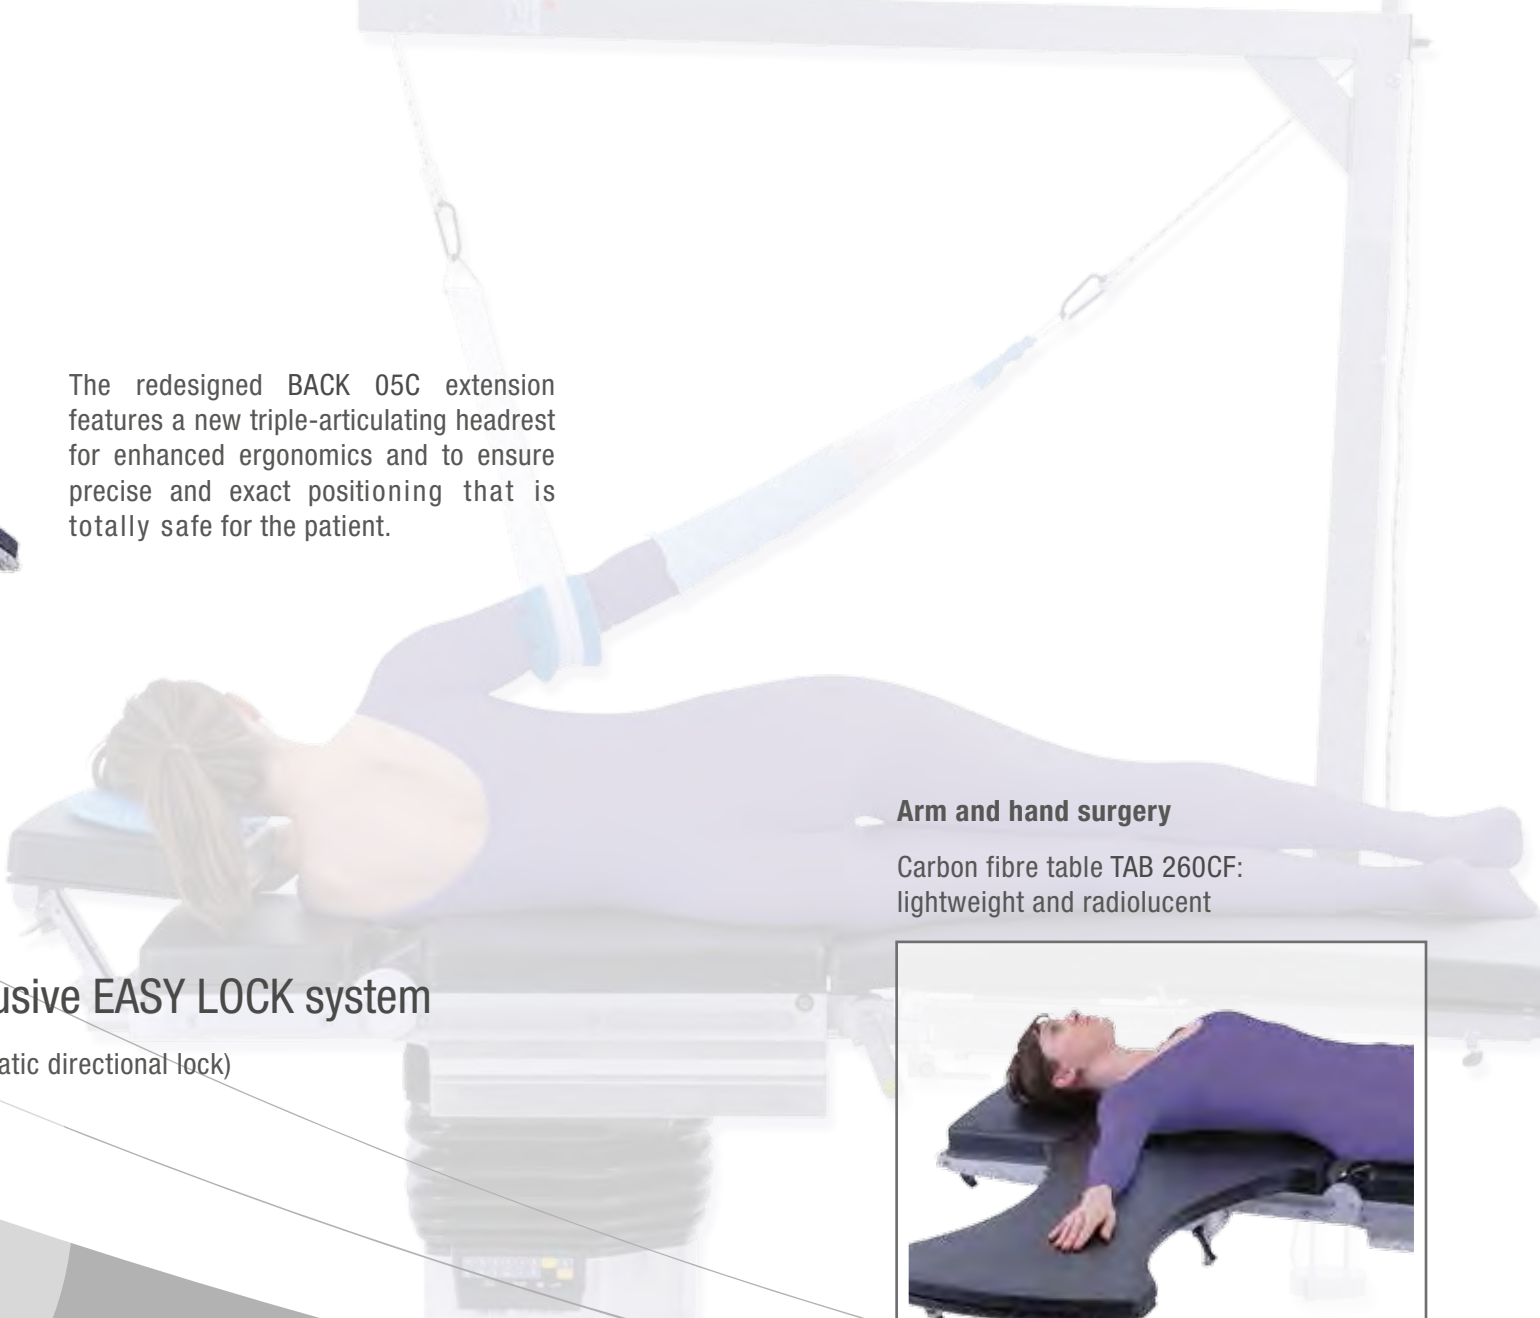 The redesigned BACK 05C extension
features a new triple-articulating headrest
for enhanced ergonomics and to ensure
precise and exact positioning that is
totally safe for the patient.
Arm and hand surgery
Carbon fibre table TAB 260CF:
lightweight and radiolucent
usive EASY LOCK system
atic directional lock)